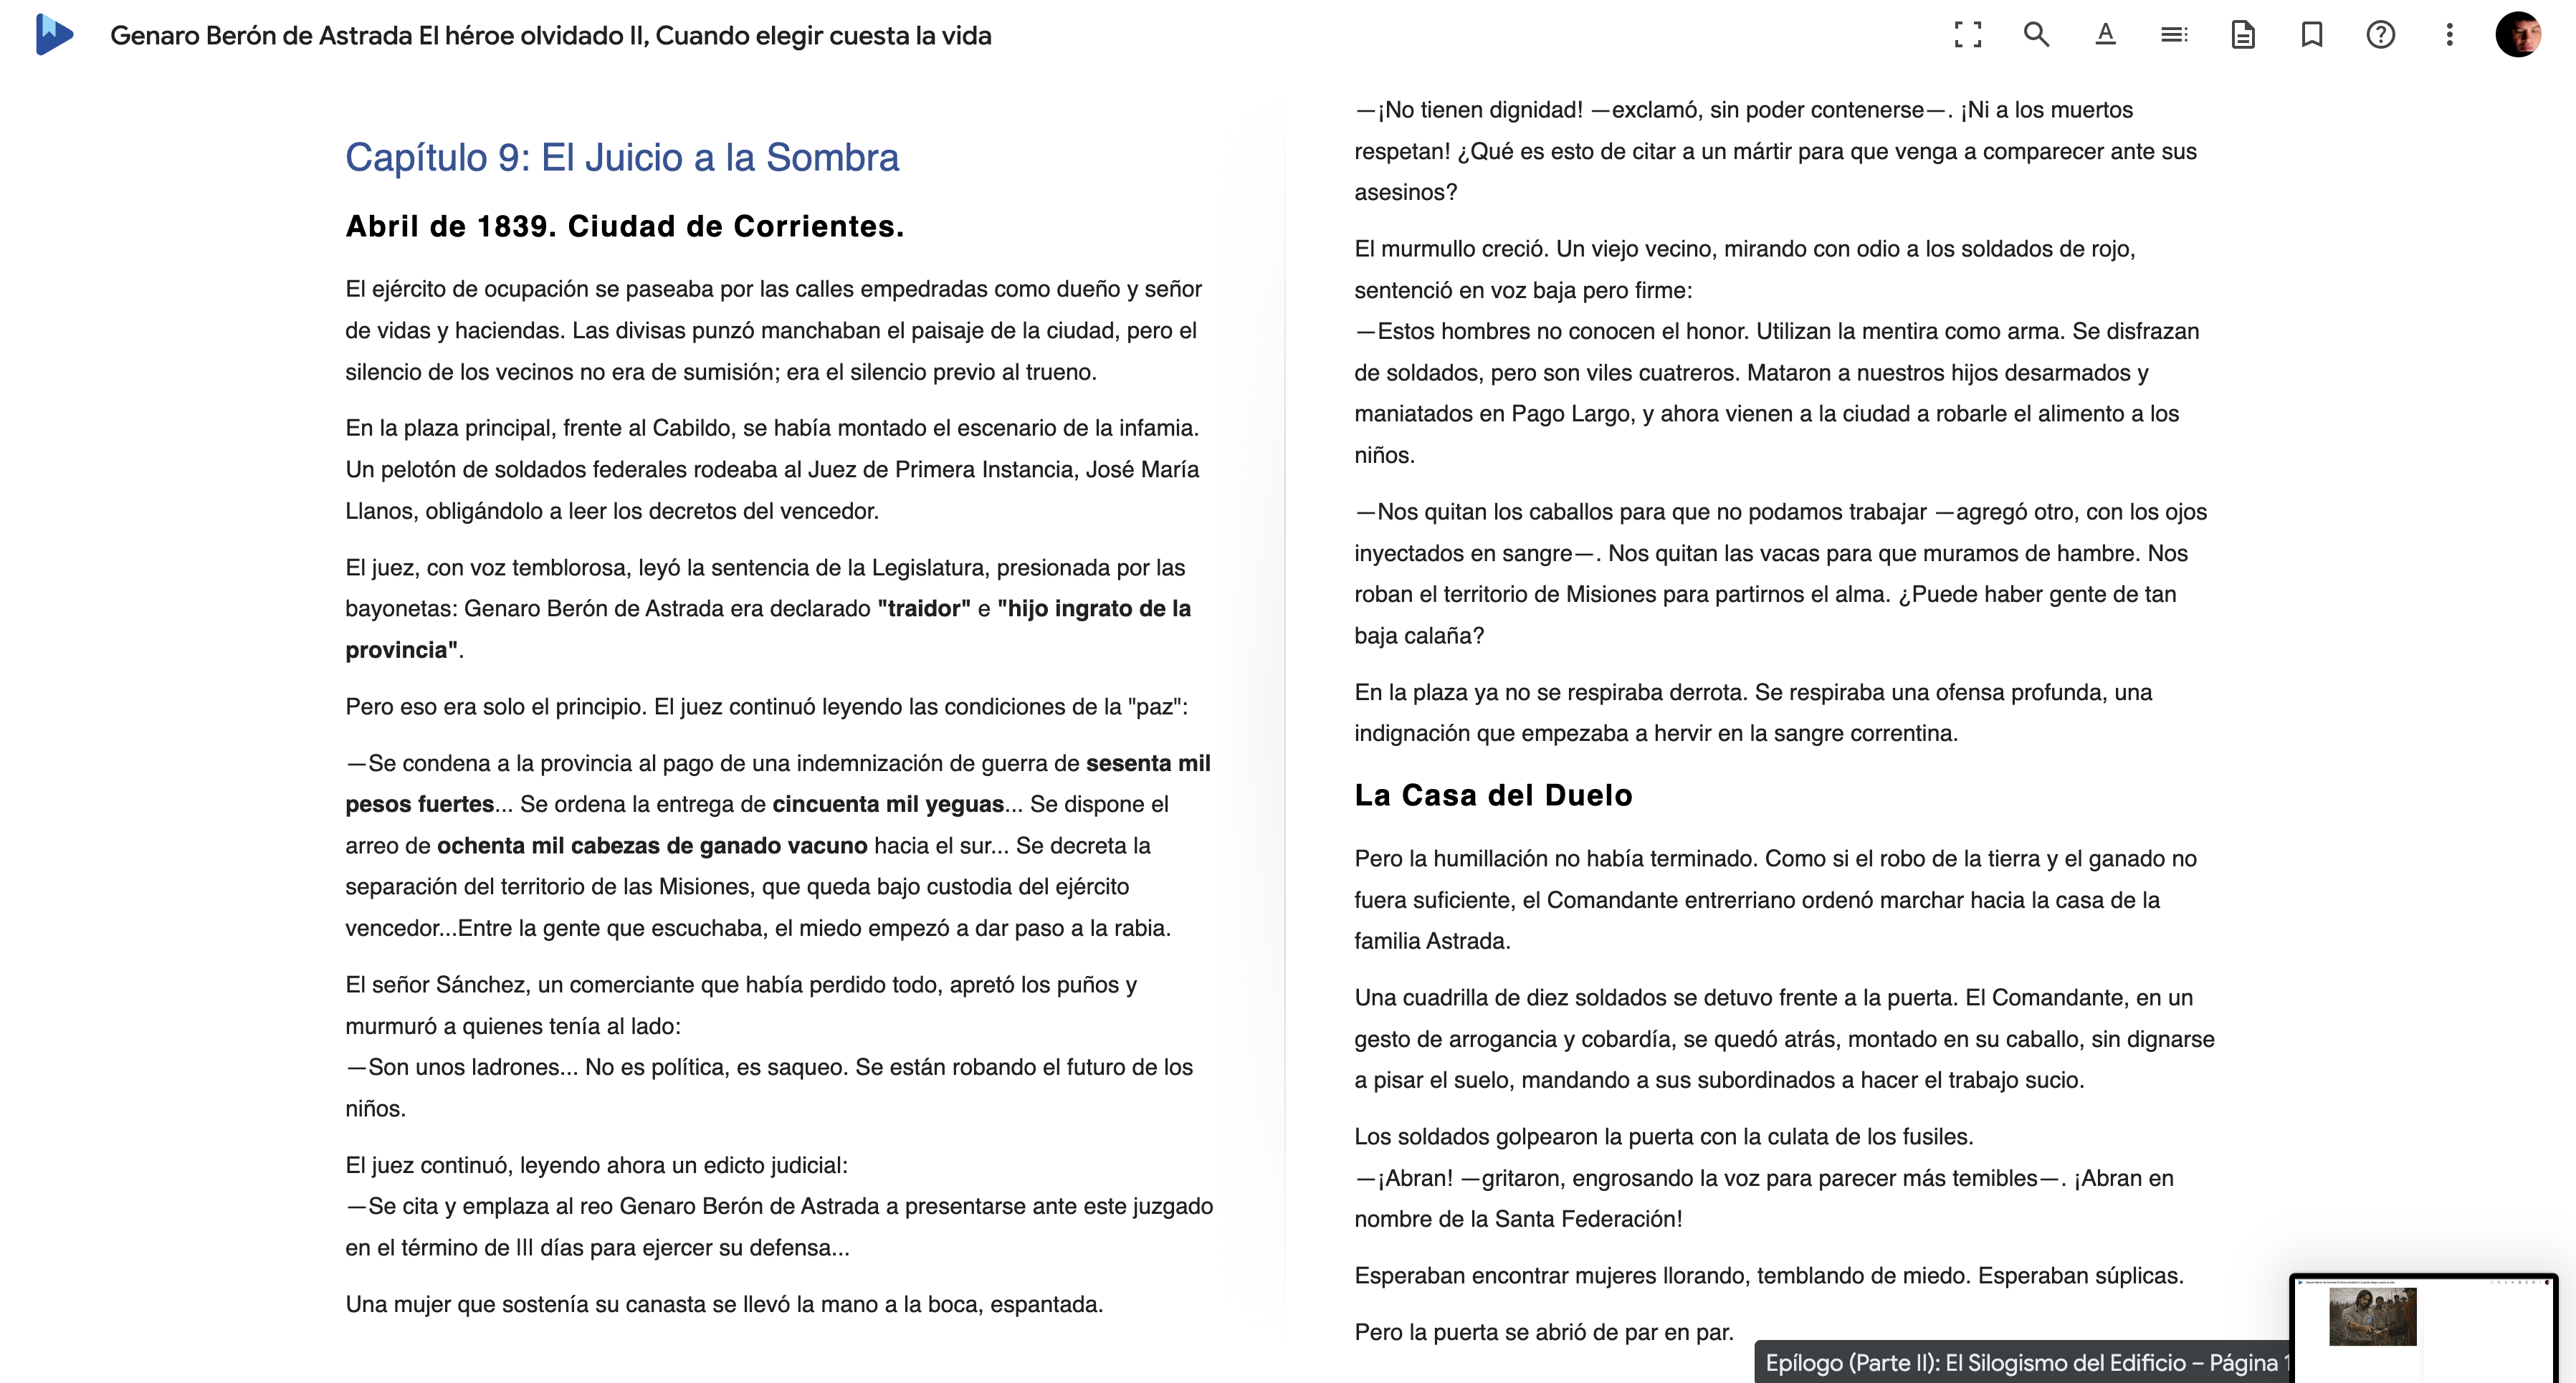 Genaro Berón de Astrada El héroe olvidado II, Cuando elegir cuesta la vida
Capítulo 9: El Juicio a la Sombra
Abril de 1839. Ciudad de Corrientes.
El ejército de ocupación se paseaba por las calles empedradas como dueño y señor
de vidas y haciendas. Las divisas punzó manchaban el paisaje de la ciudad, pero el
silencio de los vecinos no era de sumisión; era el silencio previo al trueno.
En la plaza principal, frente al Cabildo, se había montado el escenario de la infamia.
Un pelotón de soldados federales rodeaba al Juez de Primera Instancia, José María
Llanos, obligándolo a leer los decretos del vencedor.
El juez, con voz temblorosa, leyó la sentencia de la Legislatura, presionada por las
bayonetas: Genaro Berón de Astrada era declarado "traidor" e "hijo ingrato de la
provincia".
Pero eso era solo el principio. El juez continuó leyendo las condiciones de la "paz":
—Se condena a la provincia al pago de una indemnización de guerra de sesenta mil
pesos fuertes... Se ordena la entrega de cincuenta mil yeguas... Se dispone el
arreo de ochenta mil cabezas de ganado vacuno hacia el sur... Se decreta la
separación del territorio de las Misiones, que queda bajo custodia del ejército
vencedor...Entre la gente que escuchaba, el miedo empezó a dar paso a la rabia.
El señor Sánchez, un comerciante que había perdido todo, apretó los puños y
murmuró a quienes tenía al lado:
—Son unos ladrones... No es política, es saqueo. Se están robando el futuro de los
niños.
El juez continuó, leyendo ahora un edicto judicial:
—Se cita y emplaza al reo Genaro Berón de Astrada a presentarse ante este juzgado
en el término de III días para ejercer su defensa...
Una mujer que sostenía su canasta se llevó la mano a la boca, espantada.
—¡No tienen dignidad! —exclamó, sin poder contenerse—. ¡Ni a los muertos
respetan! ¿Qué es esto de citar a un mártir para que venga a comparecer ante sus
asesinos?
El murmullo creció. Un viejo vecino, mirando con odio a los soldados de rojo,
sentenció en voz baja pero firme:
—Estos hombres no conocen el honor. Utilizan la mentira como arma. Se disfrazan
de soldados, pero son viles cuatreros. Mataron a nuestros hijos desarmados y
maniatados en Pago Largo, y ahora vienen a la ciudad a robarle el alimento a los
niños.
—Nos quitan los caballos para que no podamos trabajar —agregó otro, con los ojos
inyectados en sangre—. Nos quitan las vacas para que muramos de hambre. Nos
roban el territorio de Misiones para partirnos el alma. ¿Puede haber gente de tan
baja calaña?
En la plaza ya no se respiraba derrota. Se respiraba una ofensa profunda, una
indignación que empezaba a hervir en la sangre correntina.
La Casa del Duelo
Pero la humillación no había terminado. Como si el robo de la tierra y el ganado no
fuera suficiente, el Comandante entrerriano ordenó marchar hacia la casa de la
familia Astrada.
Una cuadrilla de diez soldados se detuvo frente a la puerta. El Comandante, en un
gesto de arrogancia y cobardía, se quedó atrás, montado en su caballo, sin dignarse
a pisar el suelo, mandando a sus subordinados a hacer el trabajo sucio.
Los soldados golpearon la puerta con la culata de los fusiles.
—¡Abran! —gritaron, engrosando la voz para parecer más temibles—. ¡Abran en
nombre de la Santa Federación!
Esperaban encontrar mujeres llorando, temblando de miedo. Esperaban súplicas.
Pero la puerta se abrió de par en par.
Epílogo (Parte II): El Silogismo del Edificio – Página